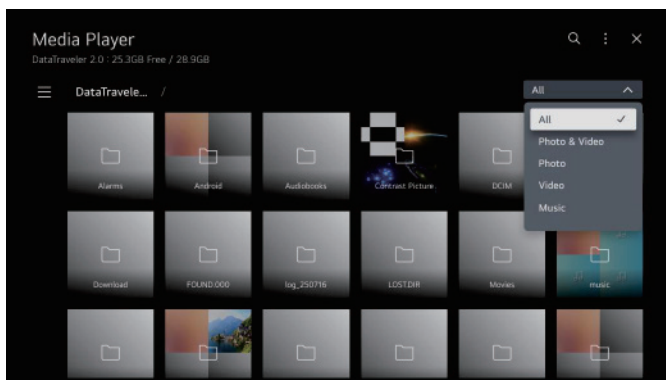 Media Player
DataTraveler 2.0 : 25.3GB Free / 28.9GB
DataTravele... /
All
All
Photo & Video
Photo
Video
Music
Alarms
Android
Audiobooks
Contrast Picture
DCIM
Download
FOUND.000
log_250716
LOST.DIR
Movies
music